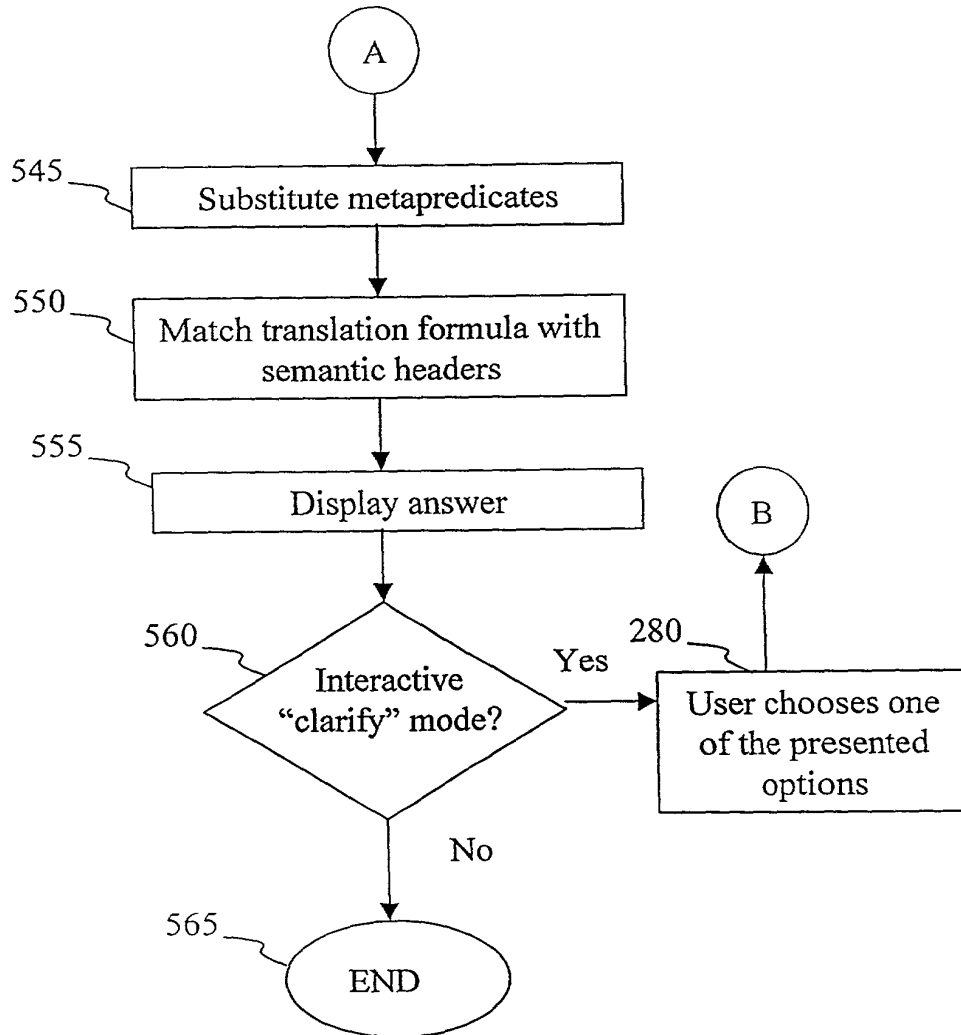 A
545
Substitute metapredicates
550
Match translation formula with
semantic headers
555
Display answer
B
560
Interactive
“clarify” mode?
Yes
280
User chooses one
of the presented
options
No
565
END